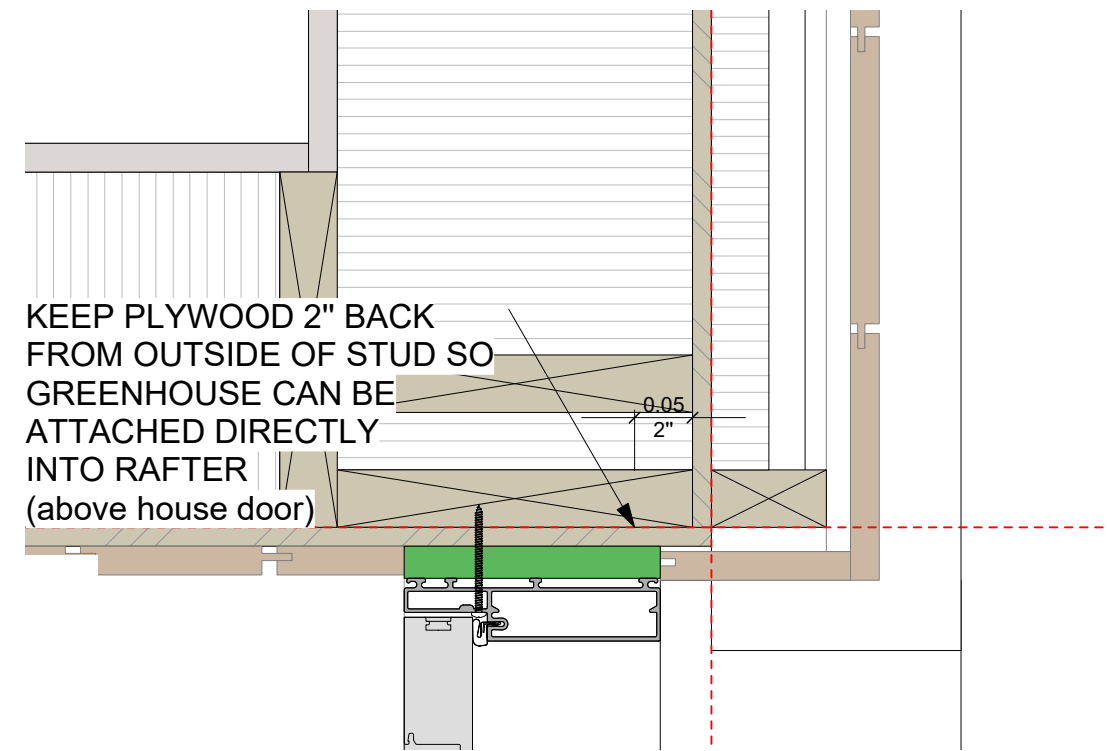 KEEP PLYWOOD 2" BACK
FROM OUTSIDE OF STUD SO
GREENHOUSE CAN BE
ATTACHED DIRECTLY
INTO RAFTER
(above house door)
0.05
2"